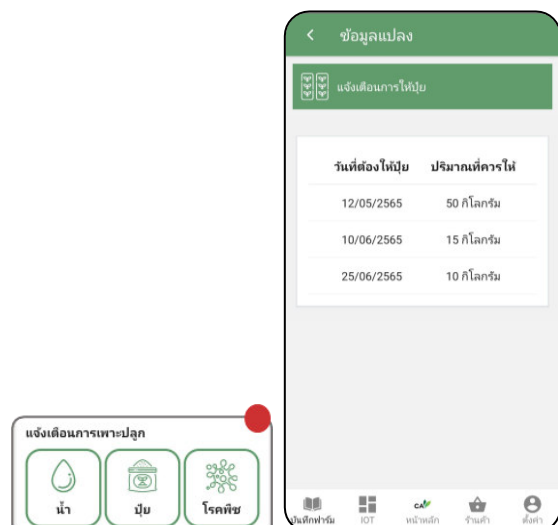 ข้อมูลแปลง
แจ้งเตือนการให้ปุ๋ย
วันที่ต้องให้ปุ๋ย ปริมาณที่ควรให้
12/05/2565 50 กิโลกรัม
10/06/2565 15 กิโลกรัม
25/06/2565 10 กิโลกรัม
แจ้งเตือนการเพาะปลูก
น้ำ ปุ๋ย โรคพืช
บันทึกฟาร์ม IOT หน้าหลัก ร้านค้า ตั้งค่า